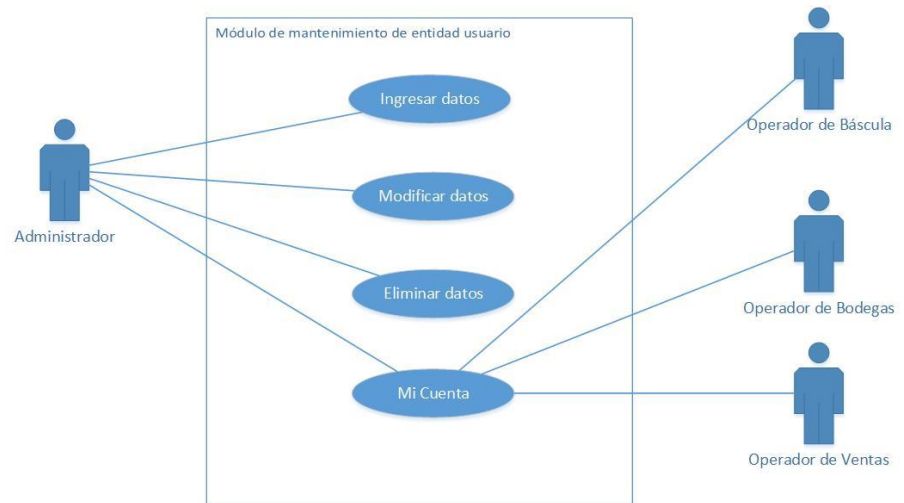 Módulo de mantenimiento de entidad usuario
Ingresar datos
Operador de Báscula
Modificar datos
Administrador
Eliminar datos
Operador de Bodegas
Mi Cuenta
Operador de Ventas